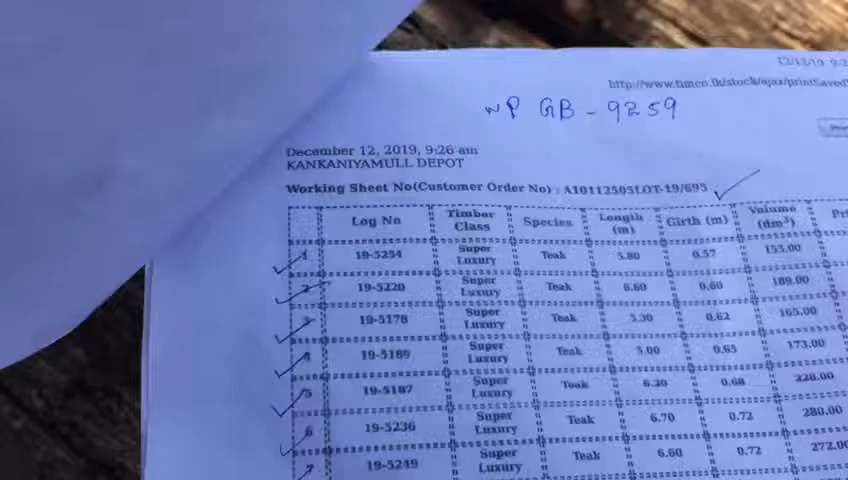 12/12/19 9:2
http://www.timco.lk/stock/ajax/printSaved
WP GB - 9259
December 12, 2019, 9:26 am
KANKANIYAMULL DEPOT
Working Sheet No(Customer Order No) : A10112505LOT-19/695
Log No Timber Class Species Length (m) Girth (m) Volume (dm³) Pri
1 19-5254 Super Luxury Teak 5.80 0.57 153.00
2 19-5220 Super Luxury Teak 6.60 0.60 189.00
3 19-5178 Super Luxury Teak 5.30 0.62 165.00
4 19-5189 Super Luxury Teak 5.00 0.65 173.00
5 19-5187 Super Luxury Teak 6.20 0.68 228.00
6 19-5236 Super Luxury Teak 6.70 0.72 280.00
7 19-5249 Super Luxury Teak 6.60 0.72 272.00